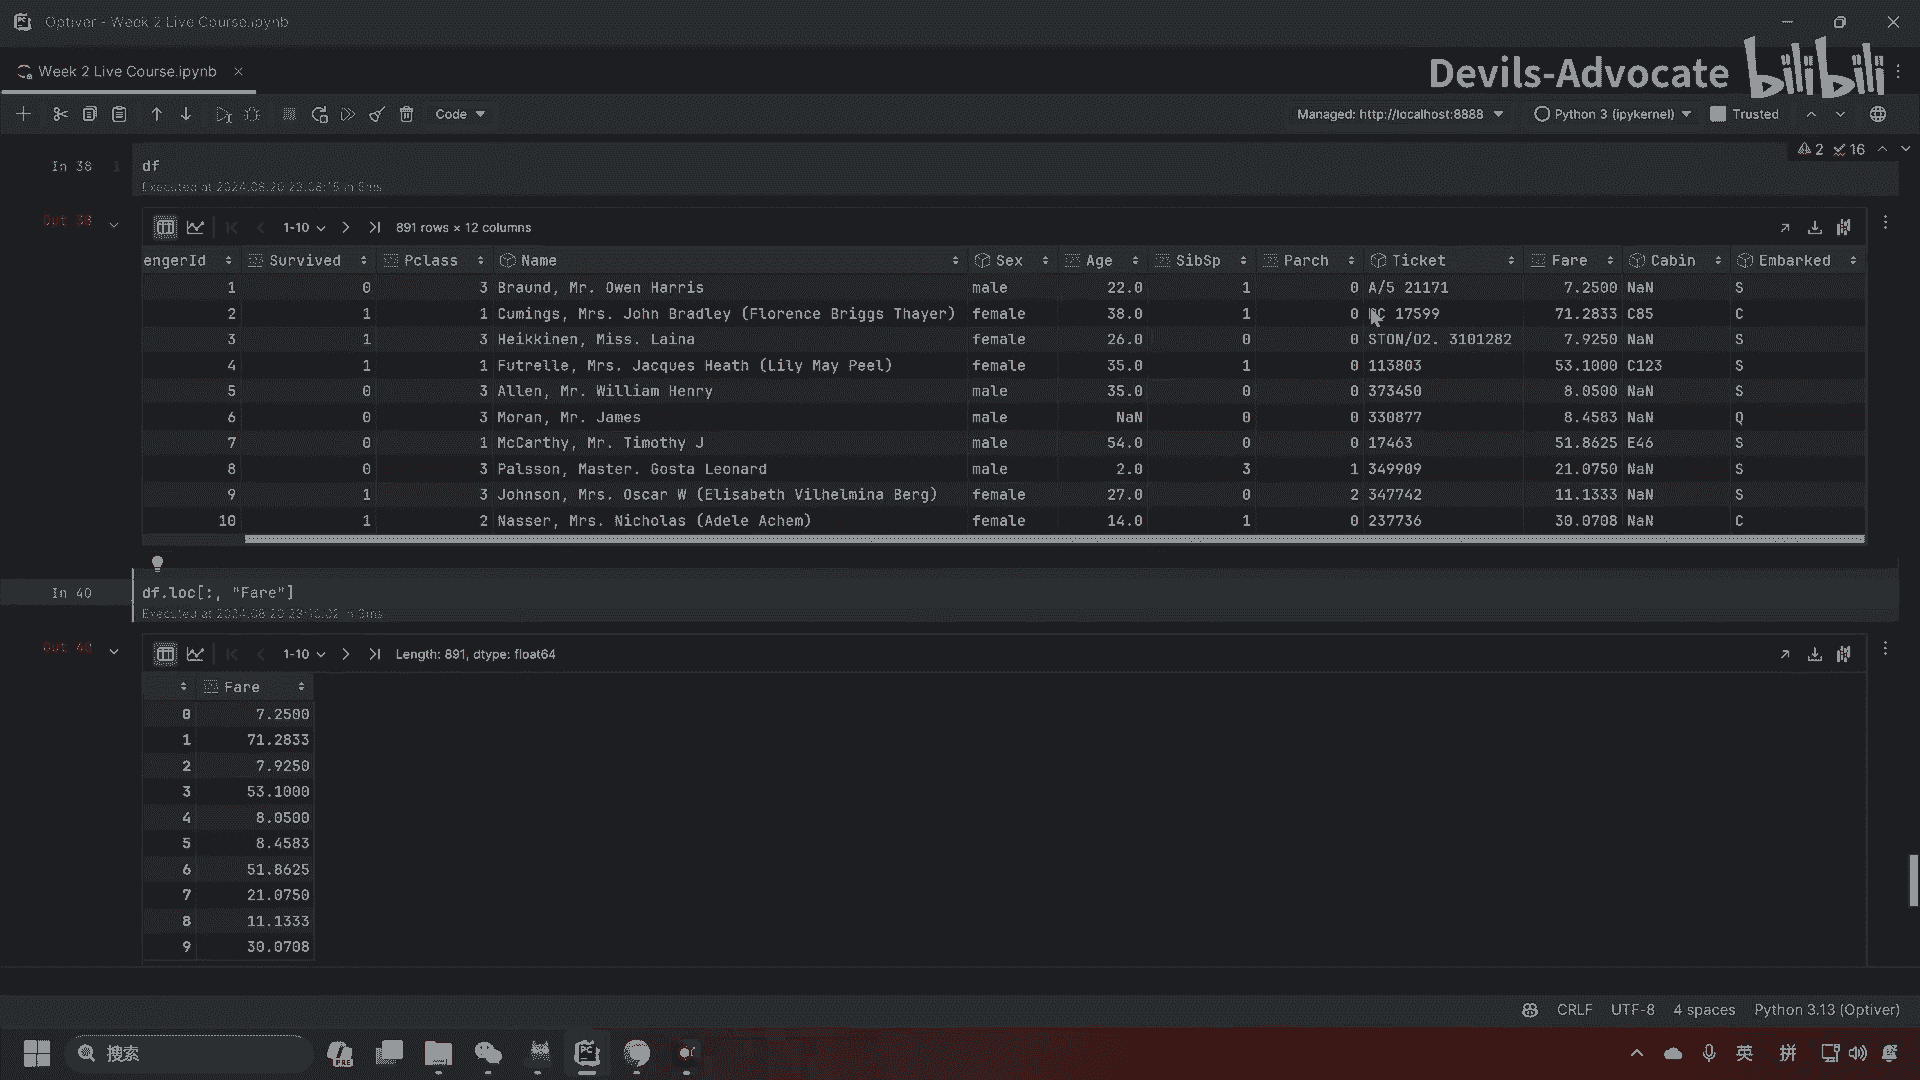 Optiver - Week 2 Live Course.ipynb
Week 2 Live Course.ipynb
Devils-Advocate bilibili
Code
Managed: http://localhost:8888
Python 3 (ipykernel)
Trusted
In 38 1 df
2 16
Executed at 2024.08.20 23:08:15 in 5ms
Out 38
1-10 891 rows × 12 columns
engerId Survived Pclass Name Sex Age SibSp Parch Ticket Fare Cabin Embarked
1 0 3 Braund, Mr. Owen Harris male 22.0 1 0 A/5 21171 7.2500 NaN S
2 1 1 Cumings, Mrs. John Bradley (Florence Briggs Thayer) female 38.0 1 0 17599 71.2833 C85 C
3 1 3 Heikkinen, Miss. Laina female 26.0 0 0 STON/O2. 3101282 7.9250 NaN S
4 1 1 Futrelle, Mrs. Jacques Heath (Lily May Peel) female 35.0 1 0 113803 53.1000 C123 S
5 0 3 Allen, Mr. William Henry male 35.0 0 0 373450 8.0500 NaN S
6 0 3 Moran, Mr. James male NaN 0 0 330877 8.4583 NaN Q
7 0 1 McCarthy, Mr. Timothy J male 54.0 0 0 17463 51.8625 E46 S
8 0 3 Palsson, Master. Gosta Leonard male 2.0 3 1 349909 21.0750 NaN S
9 1 3 Johnson, Mrs. Oscar W (Elisabeth Vilhelmina Berg) female 27.0 0 2 347742 11.1333 NaN S
10 1 2 Nasser, Mrs. Nicholas (Adele Achem) female 14.0 1 0 237736 30.0708 NaN C
In 40 df.loc[:, "Fare"]
Executed at 2024.08.20 23:10:02 in 3ms
Out 40
1-10 Length: 891, dtype: float64
Fare
0 7.2500
1 71.2833
2 7.9250
3 53.1000
4 8.0500
5 8.4583
6 51.8625
7 21.0750
8 11.1333
9 30.0708
CRLF UTF-8 4 spaces Python 3.13 (Optiver)
搜索
英 拼